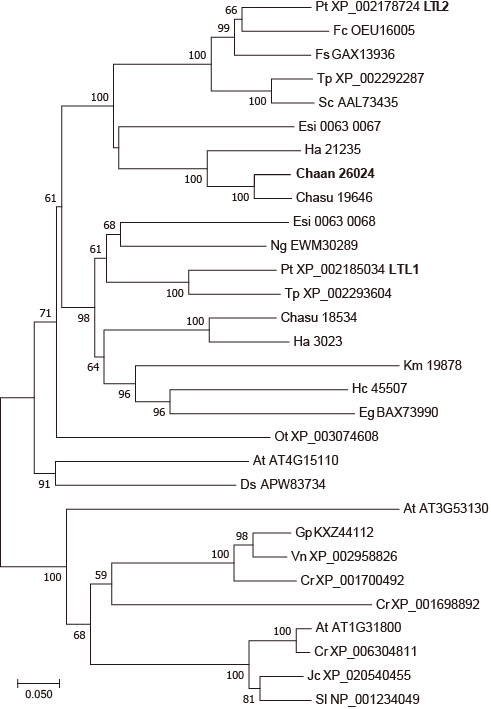 Pt XP_002178724 LTL2
66
Fc OEU16005
99
Fs GAX13936
Tp XP_002292287
100
100
Sc AAL73435
Esi 0063 0067
Ha 21235
100
Chaan 26024
61
100
Chasu 19646
68
Esi 0063 0068
61
Ng EWM30289
Pt XP_002185034 LTL1
100
Tp XP_002293604
71
98
100
Chasu 18534
Ha 3023
64
Km 19878
96
Hc 45507
96
Eg BAX73990
Ot XP_003074608
At AT4G15110
91
Ds APW83734
At AT3G53130
98
Gp KXZ44112
100
Vn XP_002958826
100
59
Cr XP_001700492
Cr XP_001698892
68
100
At AT1G31800
Cr XP_006304811
100
Jc XP_020540455
0.050
81
Sl NP_001234049